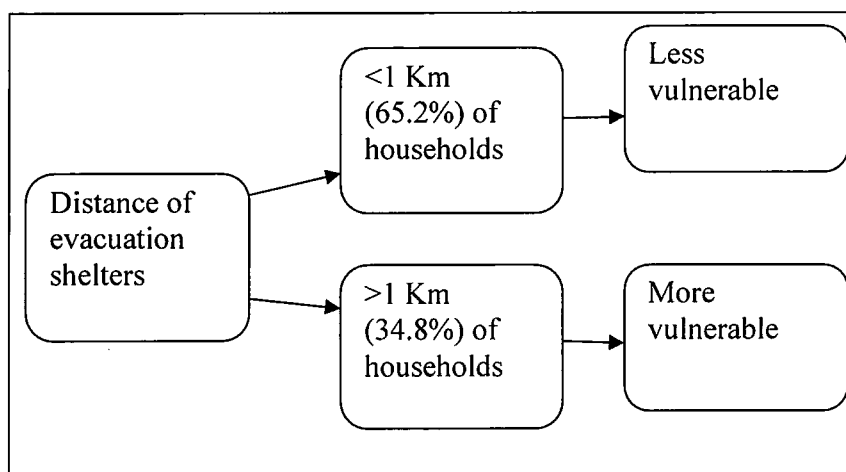 Distance of
evacuation
shelters
<1 Km
(65.2%) of
households
Less
vulnerable
>1 Km
(34.8%) of
households
More
vulnerable